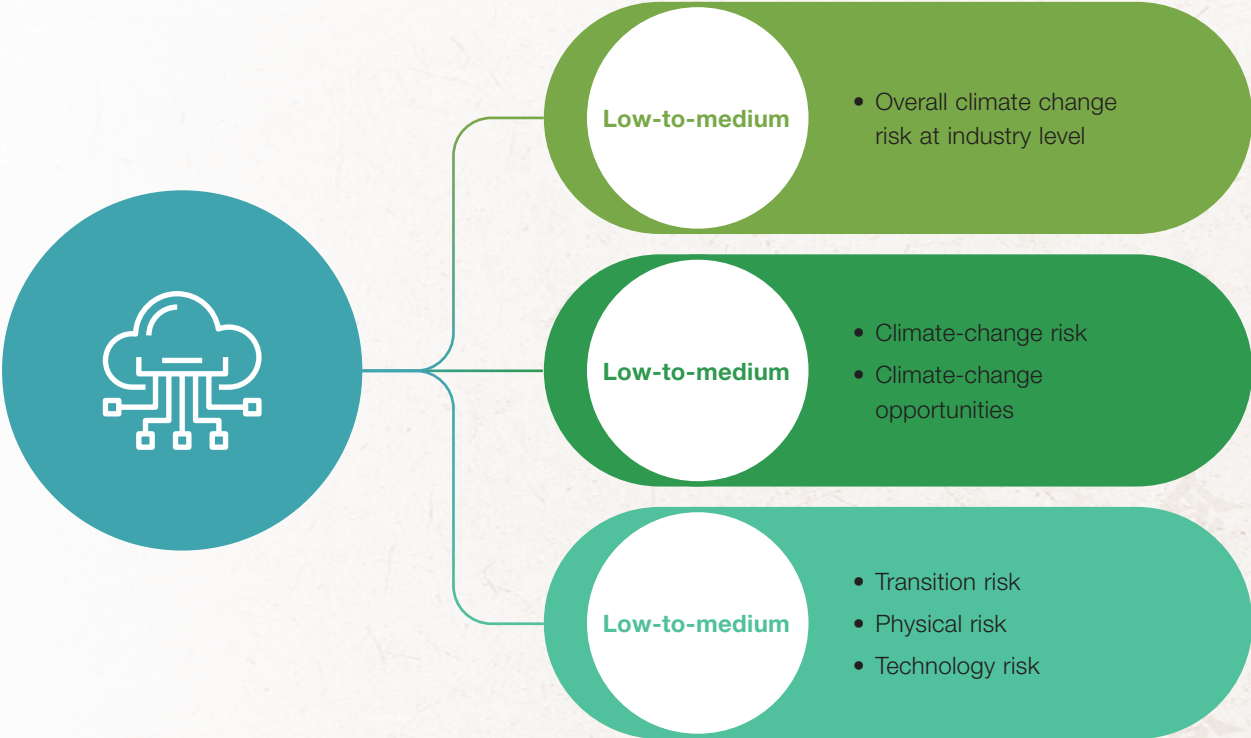 Low-to-medium
• Overall climate change
risk at industry level
Low-to-medium
• Climate-change risk
• Climate-change
opportunities
Low-to-medium
• Transition risk
• Physical risk
• Technology risk